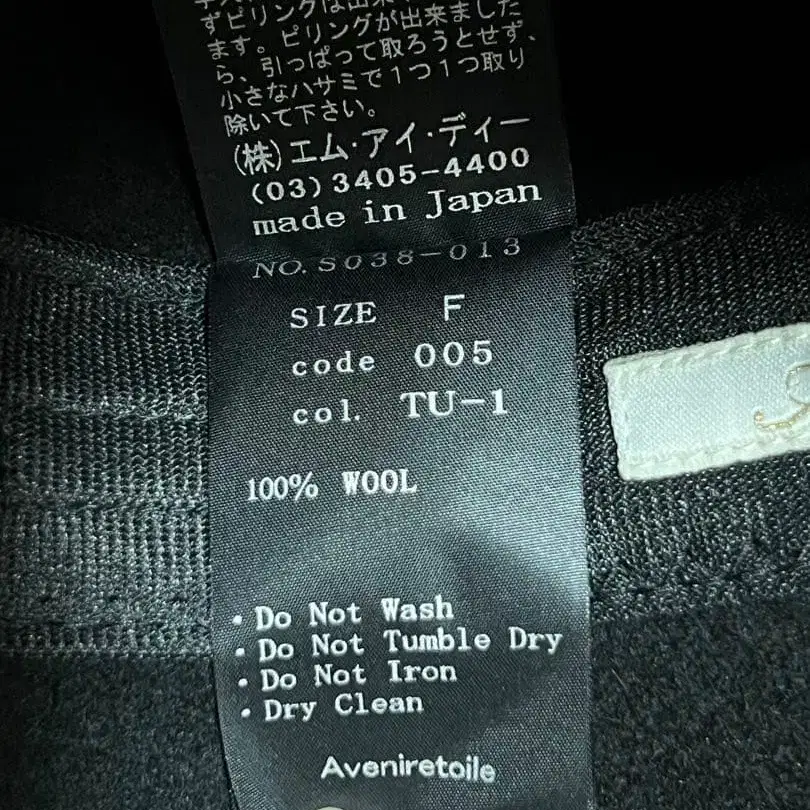 ずピリングは出来
ます。ピリングが出来ました
ら、引っぱって取ろうとせず、
小さなハサミで1つ1つ取り
除いて下さい。
(株)エム・アイ・ディー
(03)3405-4400
made in Japan
NO.S038-013
SIZE F
code 005
col. TU-1
100% WOOL
・Do Not Wash
・Do Not Tumble Dry
・Do Not Iron
・Dry Clean
Aveniretoile